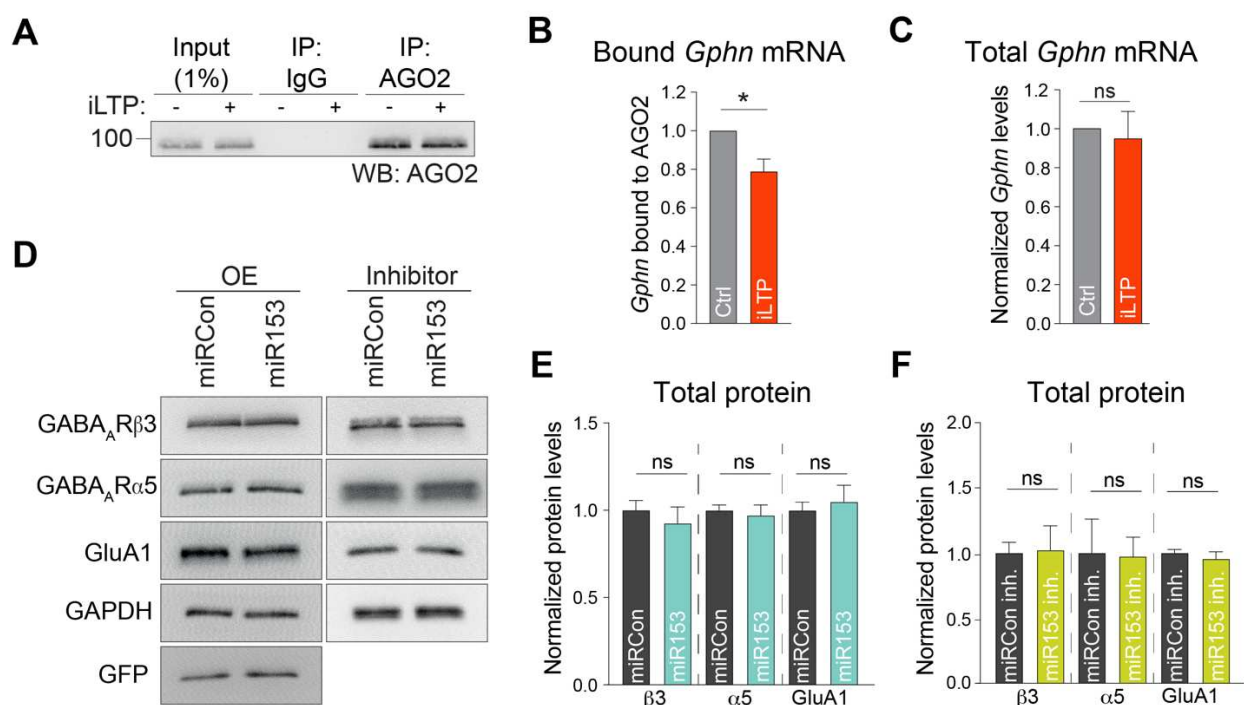 A
Input (1%)
IP: IgG
IP: AGO2
iLTP: - + - + - +
100
WB: AGO2
B
Bound Gphn mRNA
Gphn bound to AGO2
1.2
1.0
0.8
0.6
0.4
0.2
0.0
*
Ctrl
iLTP
C
Total Gphn mRNA
Normalized Gphn levels
1.2
1.0
0.8
0.6
0.4
0.2
0.0
ns
Ctrl
iLTP
D
OE
Inhibitor
miRCon
miR153
miRCon
miR153
GABAARβ3
GABAARα5
GluA1
GAPDH
GFP
E
Total protein
Normalized protein levels
1.5
1.0
0.5
0.0
ns
ns
ns
miRCon
miR153
miRCon
miR153
miRCon
miR153
β3
α5
GluA1
F
Total protein
Normalized protein levels
2.0
1.5
1.0
0.5
0.0
ns
ns
ns
miRCon inh.
miR153 inh.
miRCon inh.
miR153 inh.
miRCon inh.
miR153 inh.
β3
α5
GluA1